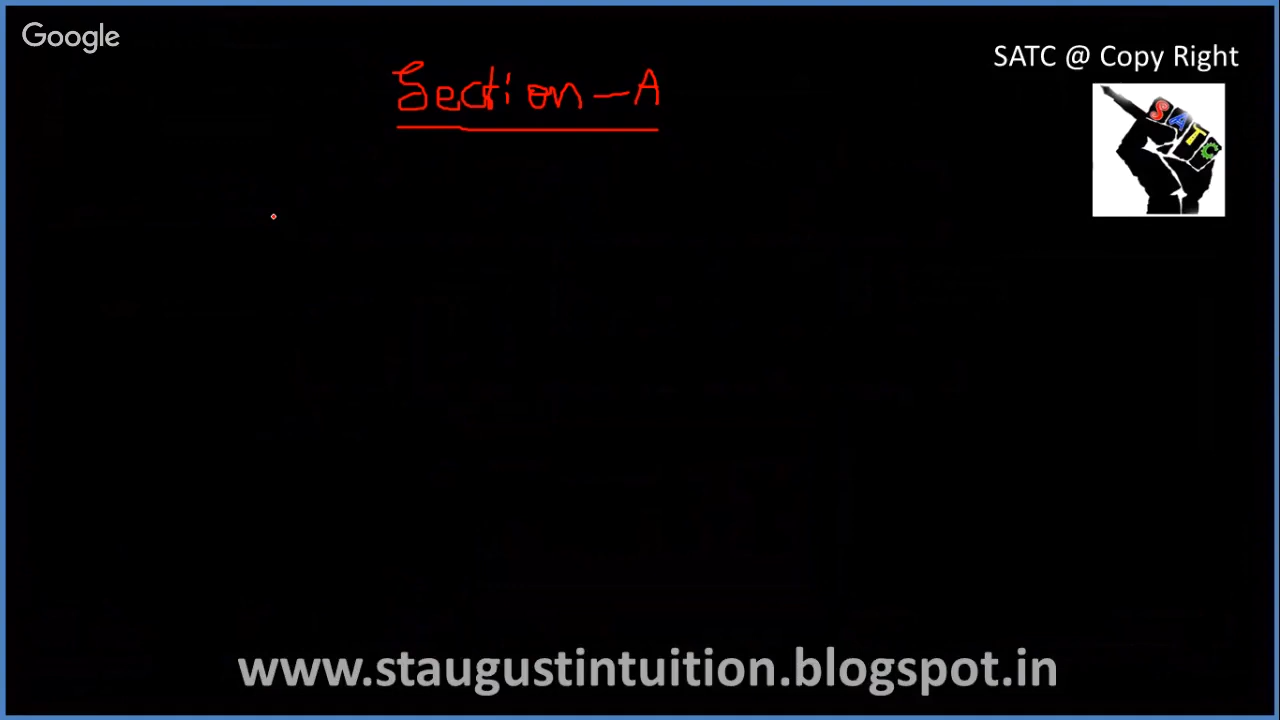 Google
SATC @ Copy Right
Section - A
SATC
www.staugustintuition.blogspot.in